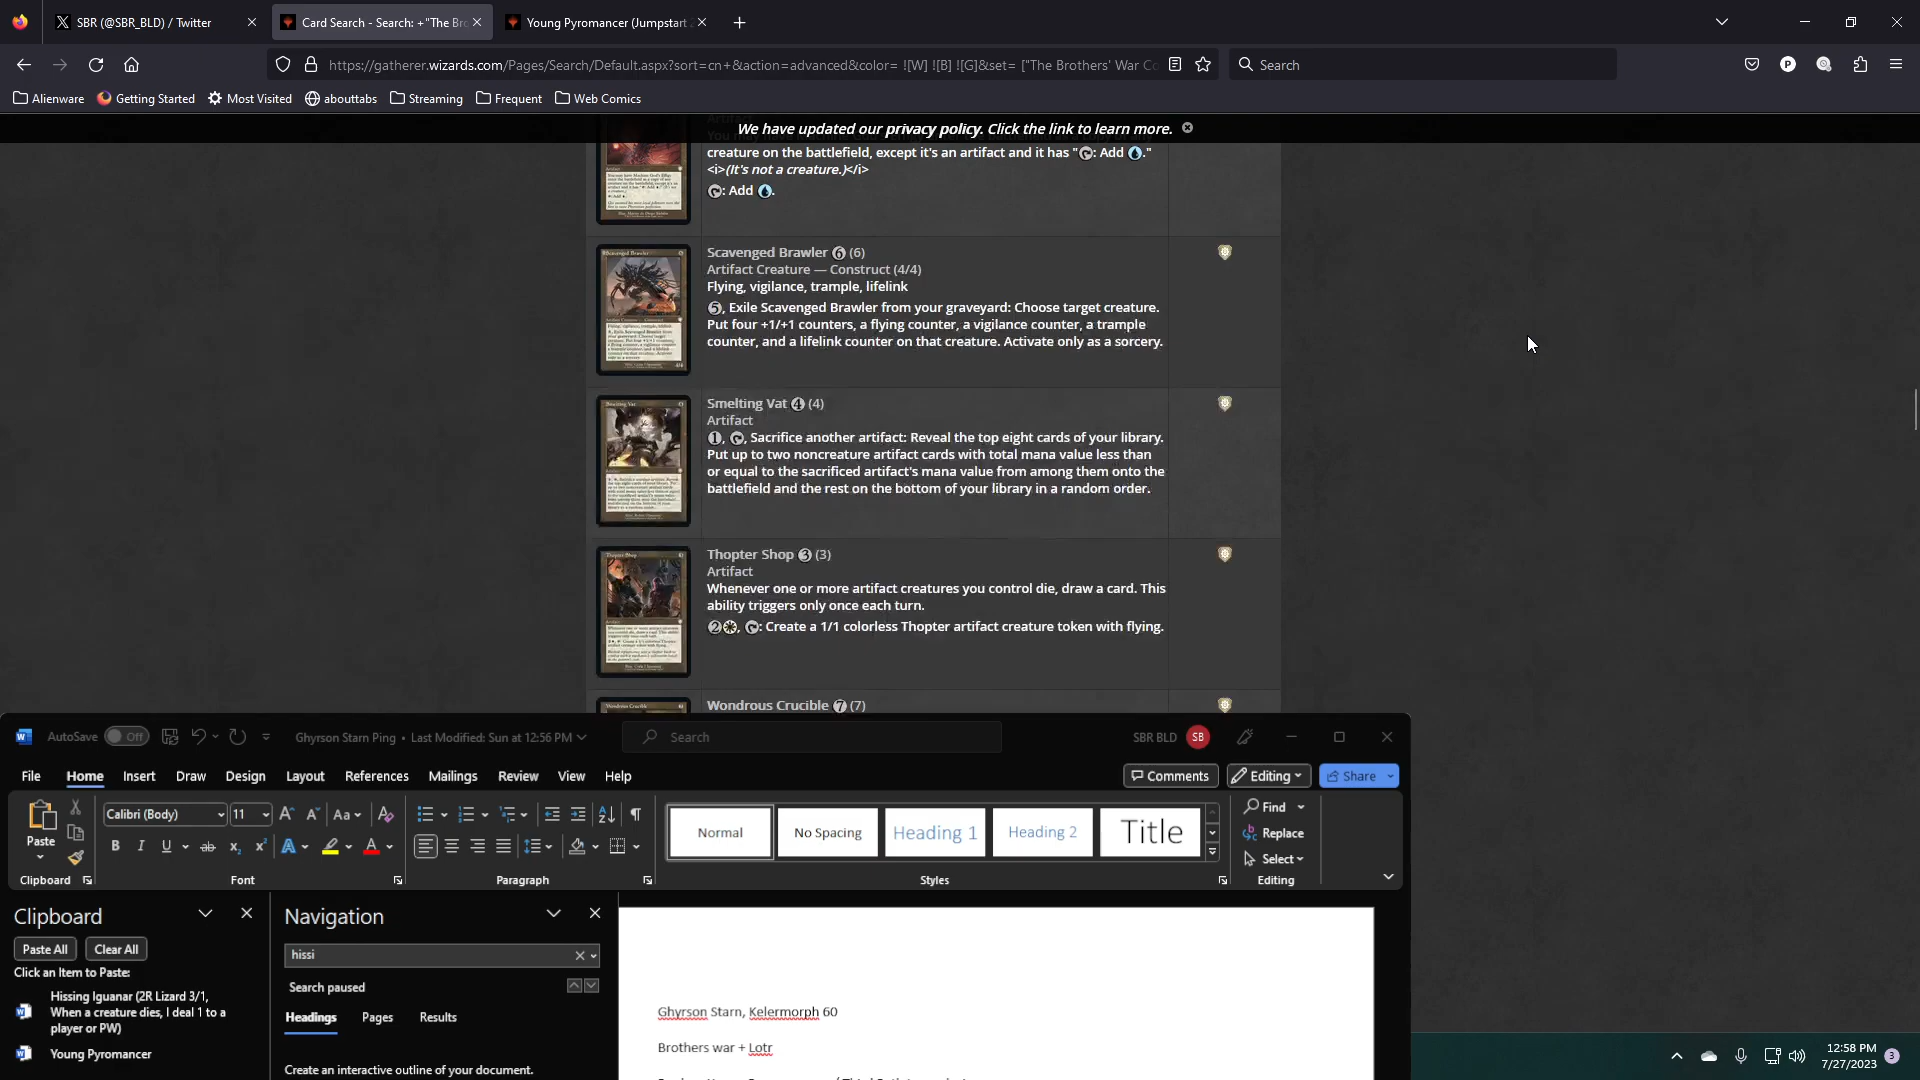 SBR (@SBR_BLD) / Twitter
Card Search - Search: +"The Bro
Young Pyromancer (Jumpstart
https://gatherer.wizards.com/Pages/Search/Default.aspx?sort=cn+&action=advanced&color= ![W] ![B] ![G]&set= ["The Brothers' War Co
Search
Alienware
Getting Started
Most Visited
abouttabs
Streaming
Frequent
Web Comics
We have updated our privacy policy. Click the link to learn more.
Artifact
creature on the battlefield, except it's an artifact and it has ": Add ."
<i>(It's not a creature.)</i>
: Add .
Scavenged Brawler 6 (6)
Artifact Creature — Construct (4/4)
Flying, vigilance, trample, lifelink
5, Exile Scavenged Brawler from your graveyard: Choose target creature.
Put four +1/+1 counters, a flying counter, a vigilance counter, a trample
counter, and a lifelink counter on that creature. Activate only as a sorcery.
Smelting Vat 4 (4)
Artifact
1, , Sacrifice another artifact: Reveal the top eight cards of your library.
Put up to two noncreature artifact cards with total mana value less than
or equal to the sacrificed artifact's mana value from among them onto the
battlefield and the rest on the bottom of your library in a random order.
Thopter Shop 3 (3)
Artifact
Whenever one or more artifact creatures you control die, draw a card. This
ability triggers only once each turn.
2, : Create a 1/1 colorless Thopter artifact creature token with flying.
Wondrous Crucible 7 (7)
AutoSave Off
Ghyrson Starn Ping • Last Modified: Sun at 12:56 PM
Search
SBR BLD SB
File Home Insert Draw Design Layout References Mailings Review View Help
Comments Editing Share
Paste
Clipboard
Calibri (Body) 11
Font
Paragraph
Normal
No Spacing
Heading 1
Heading 2
Title
Styles
Find
Replace
Select
Editing
Clipboard
Paste All Clear All
Click an Item to Paste:
Hissing Iguanar (2R Lizard 3/1,
When a creature dies, I deal 1 to a
player or PW)
Young Pyromancer
Navigation
hissi
Search paused
Headings Pages Results
Create an interactive outline of your document.
Ghyrson Starn, Kelermorph 60
Brothers war + Lotr
12:58 PM
7/27/2023
3